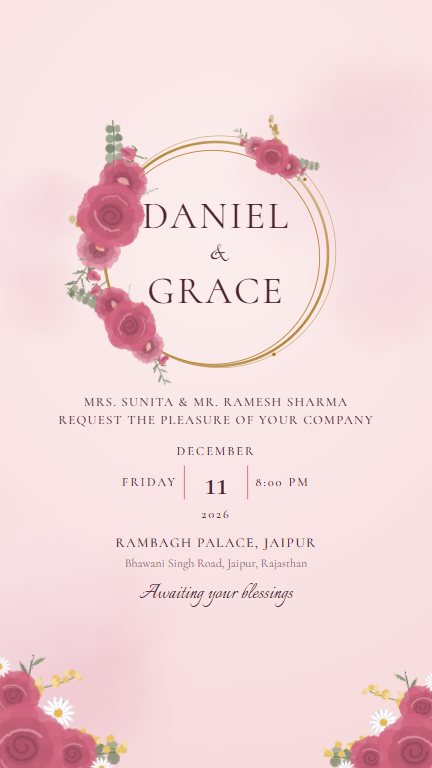 DANIEL
&
GRACE
MRS. SUNITA & MR. RAMESH SHARMA
REQUEST THE PLEASURE OF YOUR COMPANY
DECEMBER
FRIDAY 11 8:00 PM
2026
RAMBAGH PALACE, JAIPUR
Bhawani Singh Road, Jaipur, Rajasthan
Awaiting your blessings